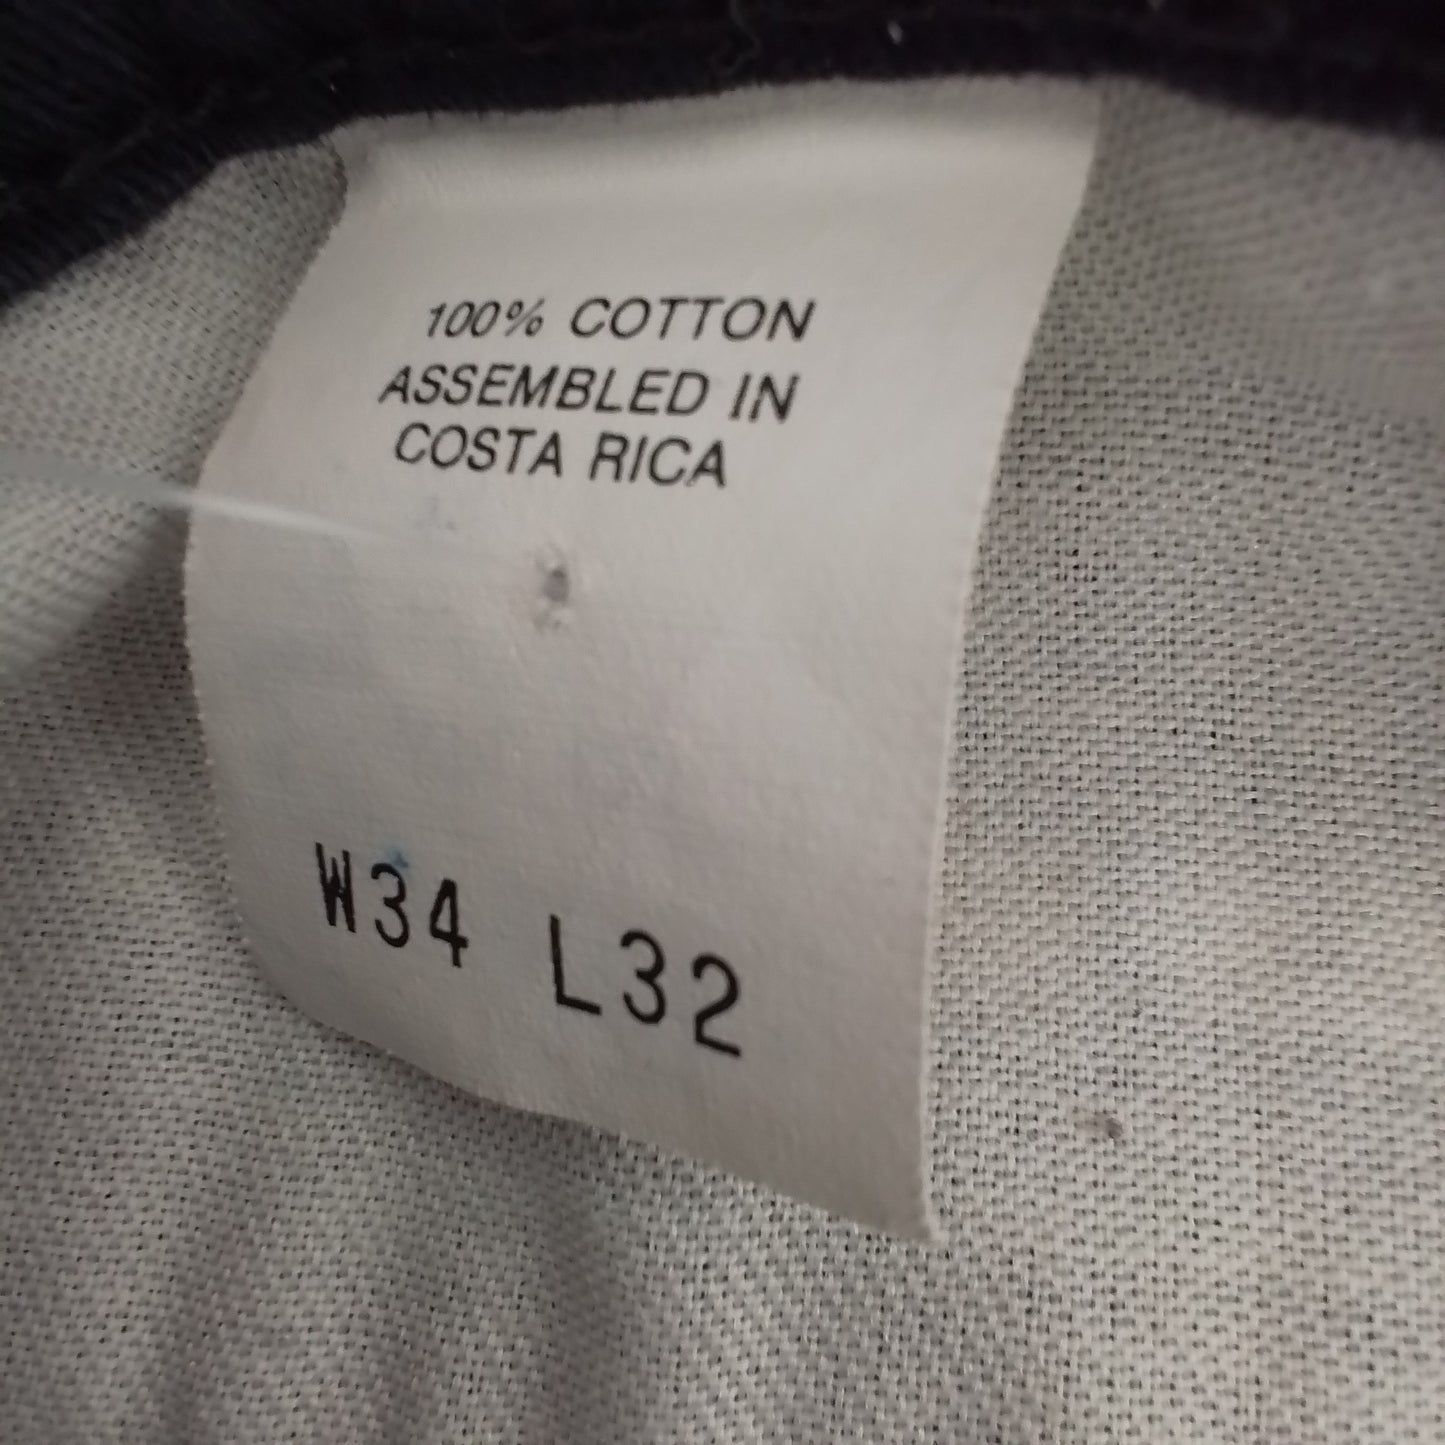 100% COTTON
ASSEMBLED IN
COSTA RICA
W34 L32